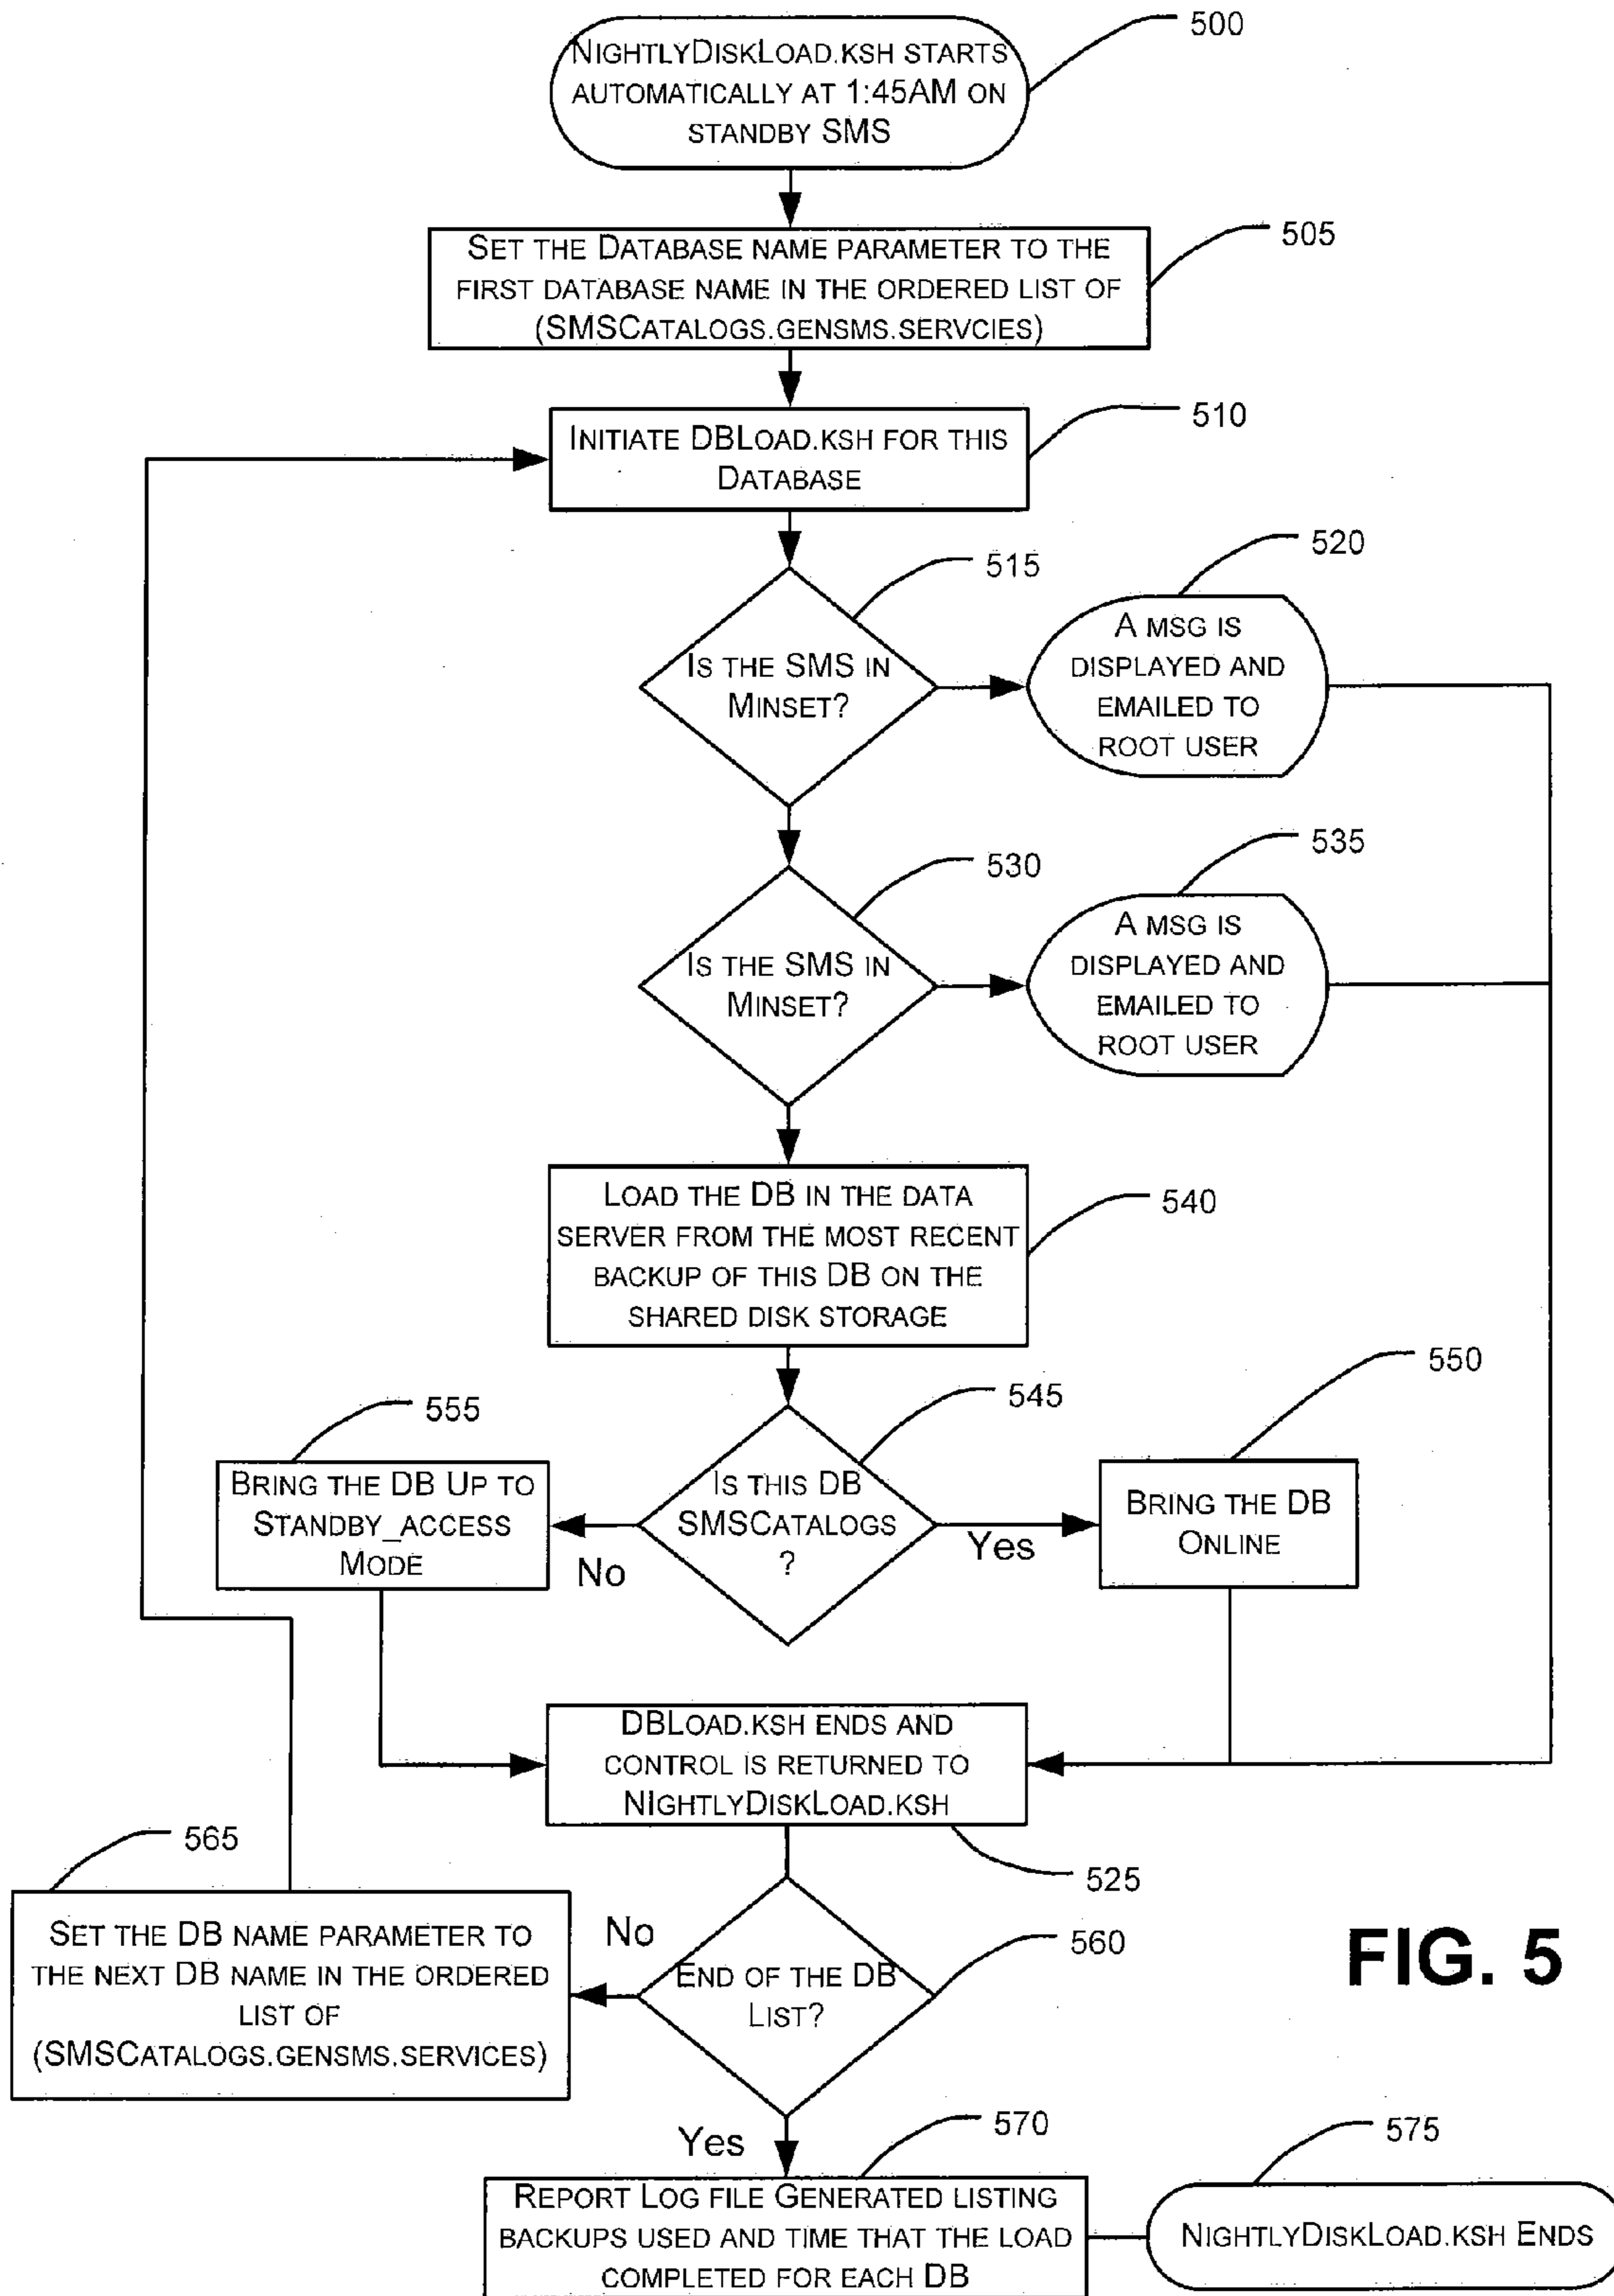 500
NightlyDiskLoad.ksh starts
automatically at 1:45AM on
standby SMS
505
Set the Database name parameter to the
first database name in the ordered list of
(SMSCatalogs.gensms.servcies)
510
Initiate DBLoad.ksh for this
Database
515
Is the SMS in
Minset?
520
A msg is
displayed and
emailed to
root user
530
Is the SMS in
Minset?
535
A msg is
displayed and
emailed to
root user
540
Load the DB in the data
server from the most recent
backup of this DB on the
shared disk storage
545
Is this DB
SMSCatalogs
?
550
Yes
Bring the DB
Online
555
No
Bring the DB Up to
Standby_access
Mode
DBLoad.ksh ends and
control is returned to
NIghtlyDiskLoad.ksh
525
560
End of the DB
List?
565
No
Set the DB name parameter to
the next DB name in the ordered
list of
(SMSCatalogs.gensms.services)
FIG. 5
Yes
570
Report Log file Generated listing
backups used and time that the load
completed for each DB
575
NightlyDiskLoad.ksh Ends